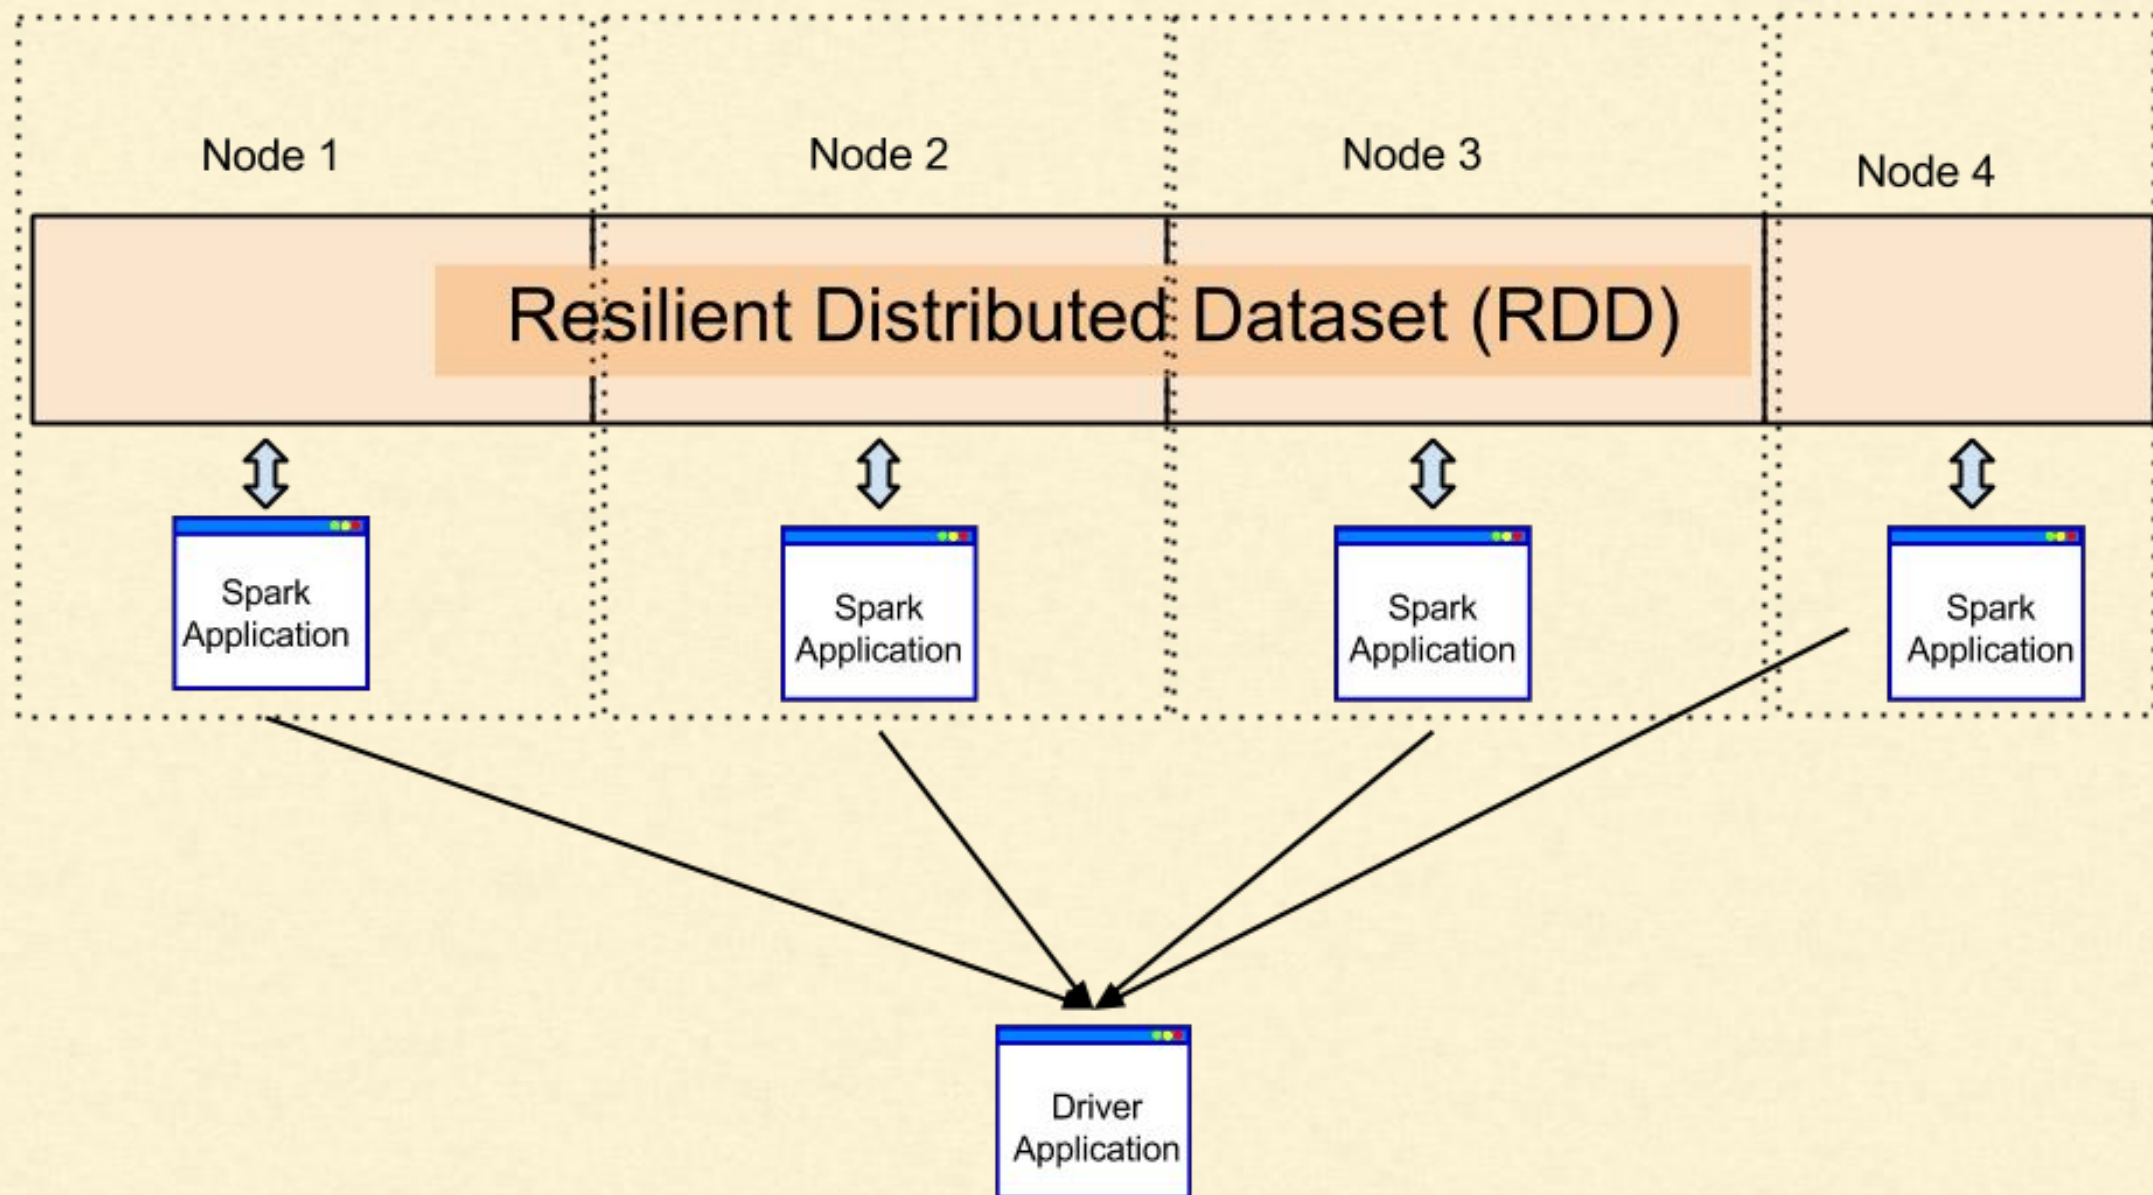 Node 1
Node 2
Node 3
Node 4
Resilient Distributed Dataset (RDD)
Spark
Application
Spark
Application
Spark
Application
Spark
Application
Driver
Application